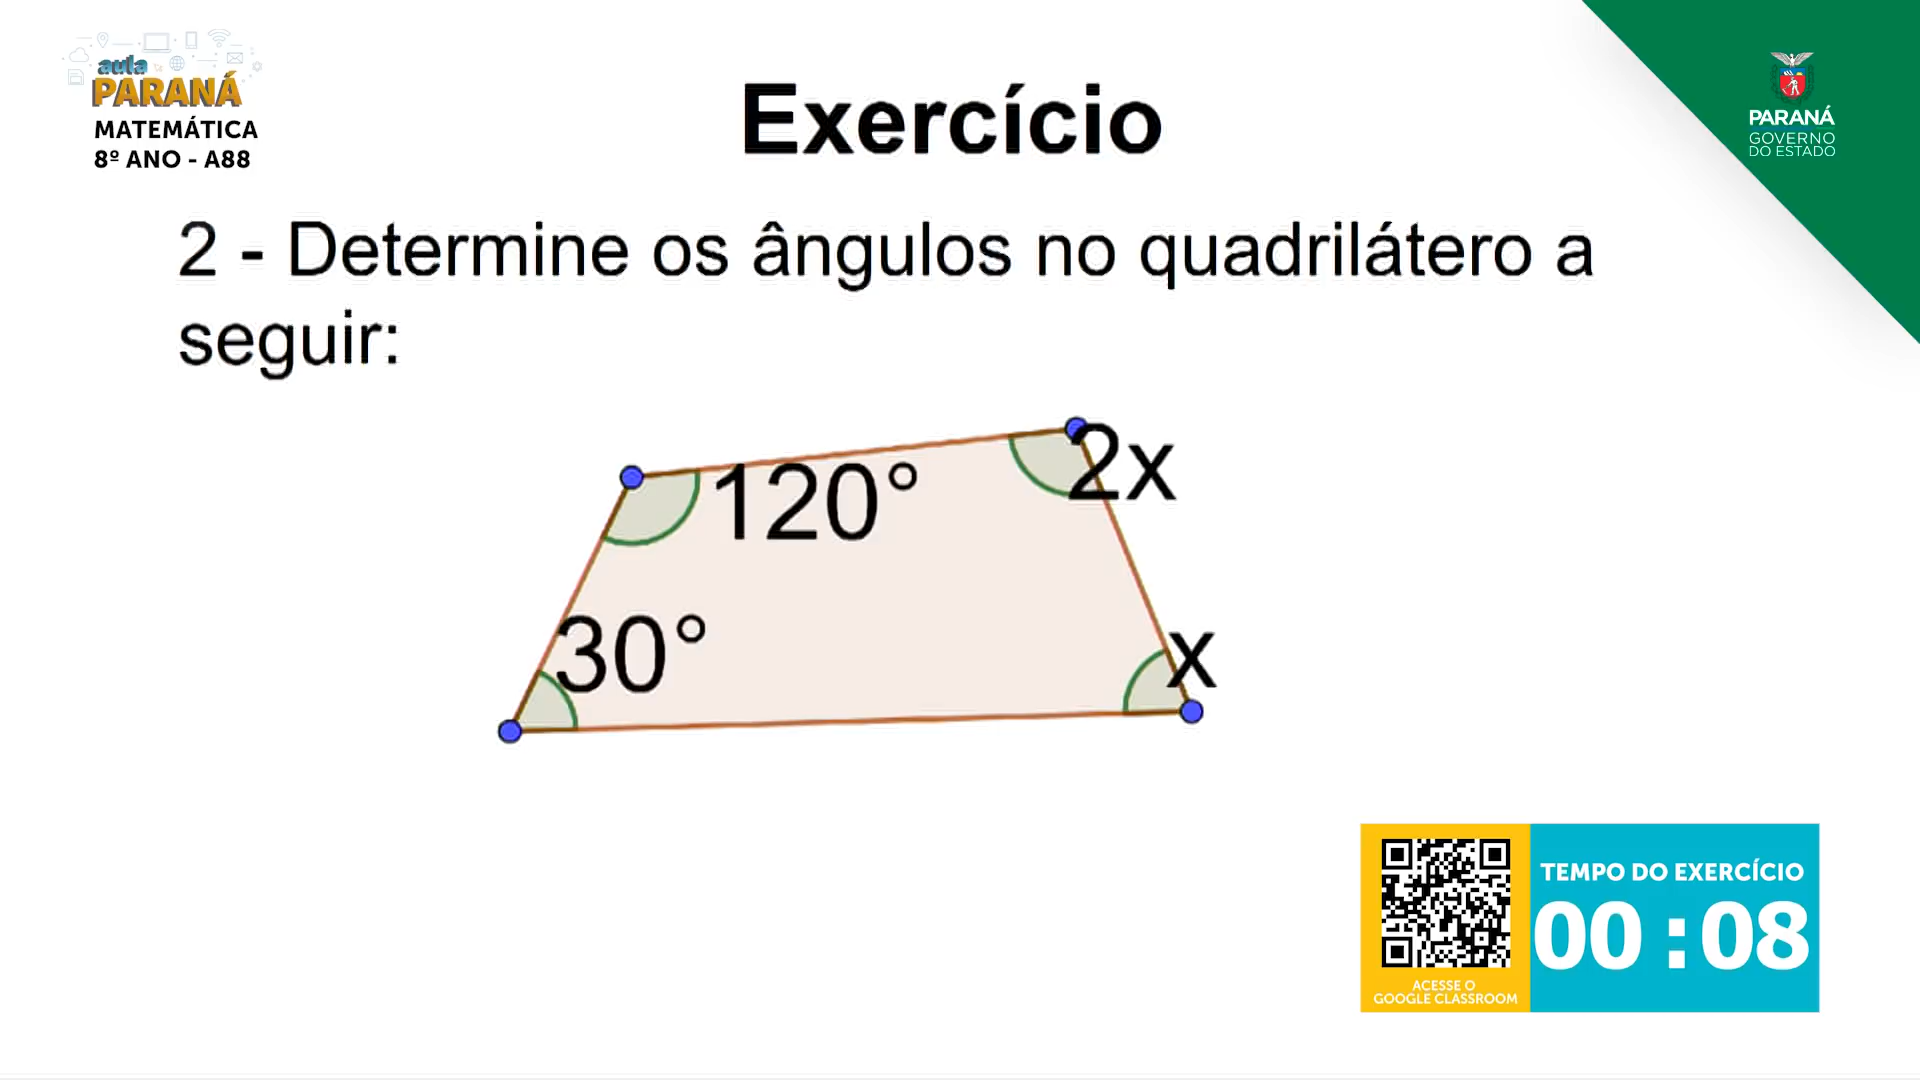 aula
PARANÁ
MATEMÁTICA
8º ANO - A88
Exercício
PARANÁ
GOVERNO
DO ESTADO
2 - Determine os ângulos no quadrilátero a
seguir:
2x
120°
30°
x
TEMPO DO EXERCÍCIO
00 : 08
ACESSE O
GOOGLE CLASSROOM